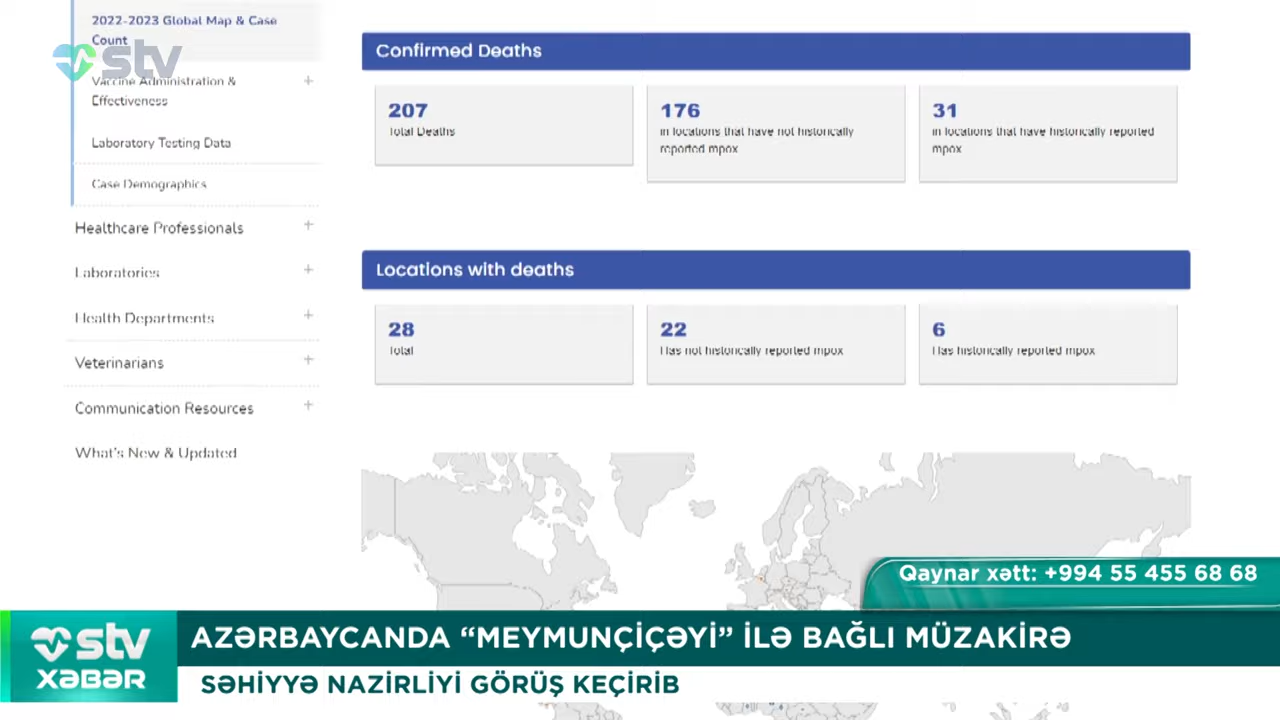 2022-2023 Global Map & Case
Count
stv
Vaccine Administration &
Effectiveness
Laboratory Testing Data
Case Demographics
Healthcare Professionals
Laboratories
Health Departments
Veterinarians
Communication Resources
What's New & Updated
Confirmed Deaths
207
Total Deaths
176
in locations that have not historically
reported mpox
31
in locations that have historically reported
mpox
Locations with deaths
28
Total
22
Has not historically reported mpox
6
Has historically reported mpox
Qaynar xətt: +994 55 455 68 68
stv
XƏBƏR
AZƏRBAYCANDA “MEYMUNÇİÇƏYİ” İLƏ BAĞLI MÜZAKİRƏ
SƏHİYYƏ NAZİRLİYİ GÖRÜŞ KEÇİRİB